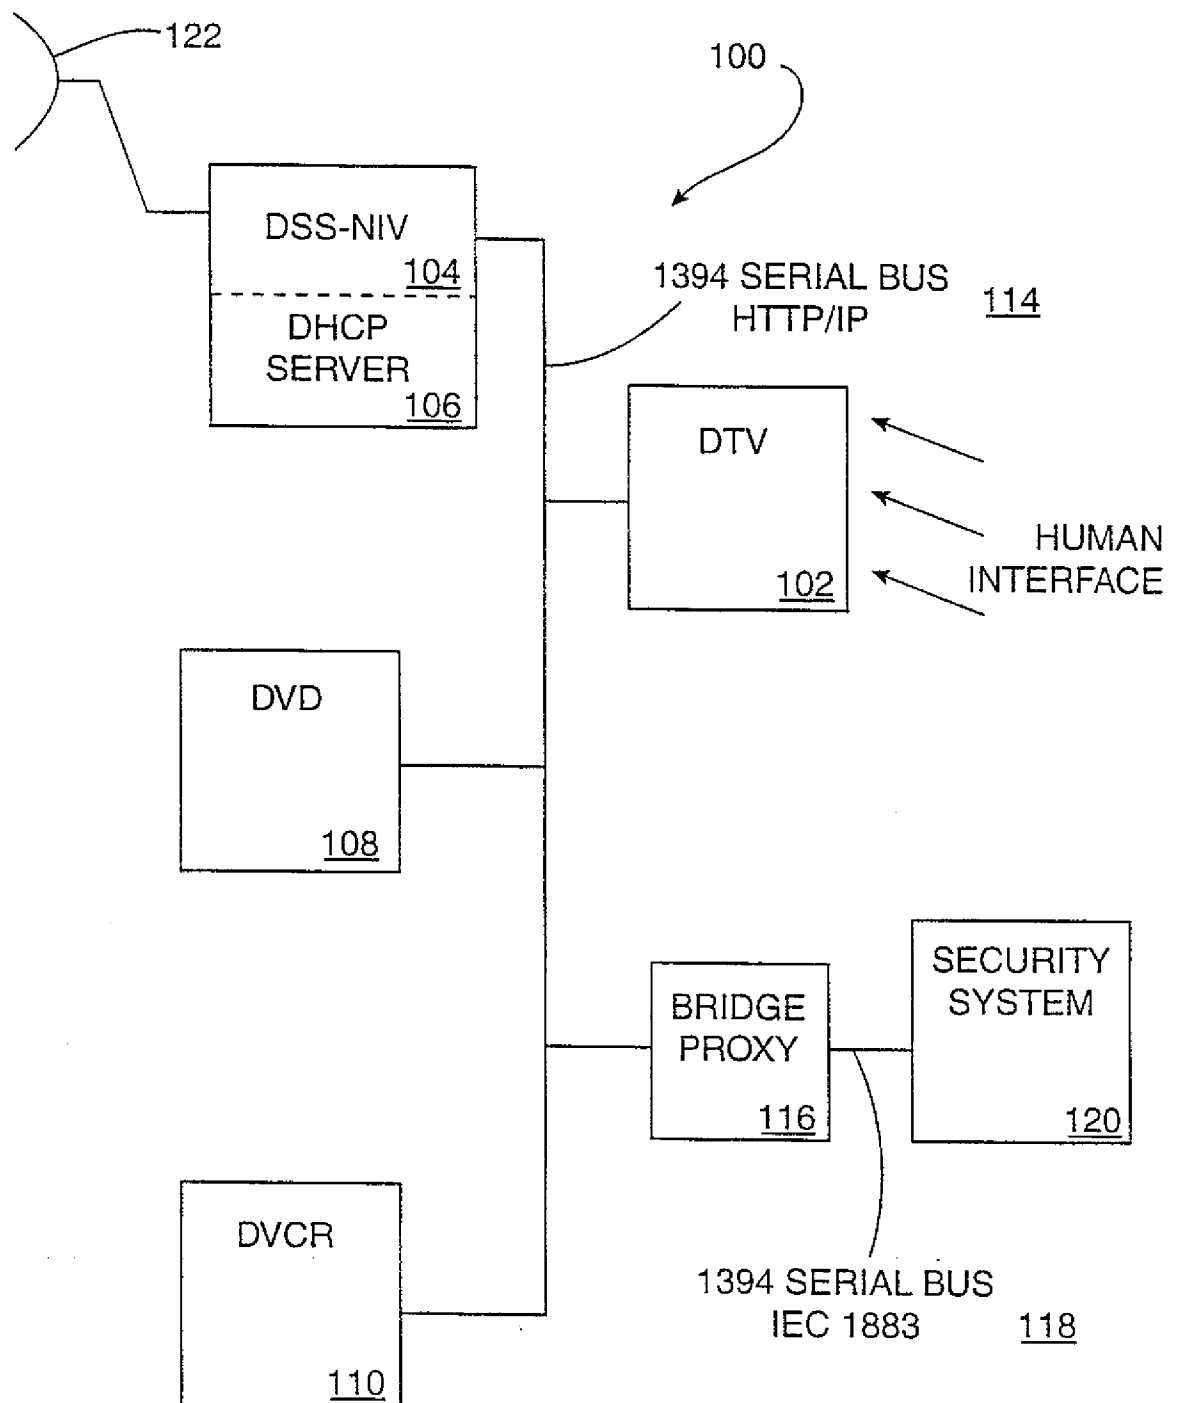 122
100
DSS-NIV
104
DHCP
SERVER
106
1394 SERIAL BUS
HTTP/IP
114
DTV
102
HUMAN
INTERFACE
DVD
108
BRIDGE
PROXY
116
SECURITY
SYSTEM
120
DVCR
110
1394 SERIAL BUS
IEC 1883
118